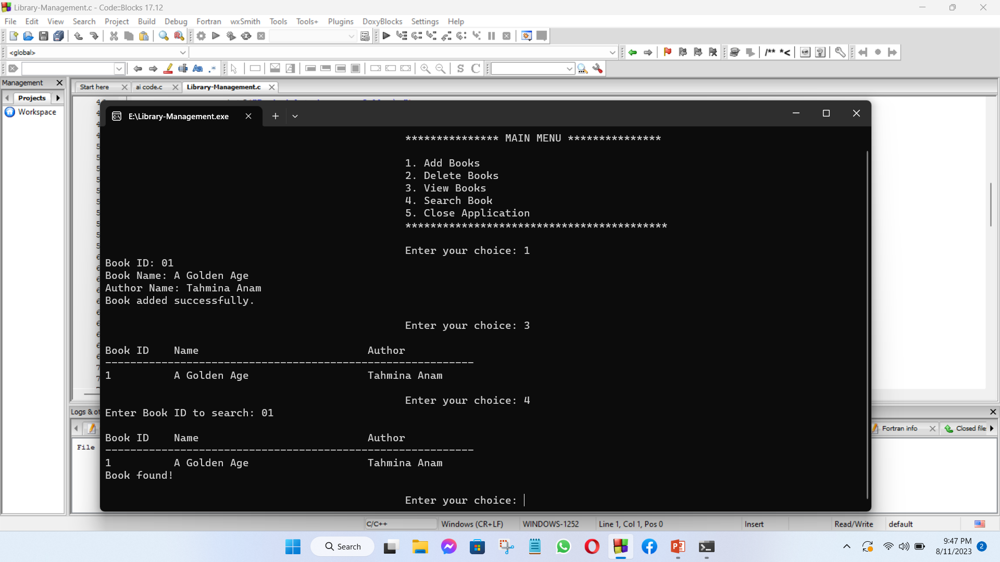 Library-Management.c - Code::Blocks 17.12
File Edit View Search Project Build Debug Fortran wxSmith Tools Tools+ Plugins DoxyBlocks Settings Help
<global>
/** *<
S C
Management
Start here ai code.c Library-Management.c
Projects
Workspace
E:\Library-Management.exe
*************** MAIN MENU ***************
1. Add Books
2. Delete Books
3. View Books
4. Search Book
5. Close Application
******************************************
Enter your choice: 1
Book ID: 01
Book Name: A Golden Age
Author Name: Tahmina Anam
Book added successfully.
Enter your choice: 3
Book ID Name Author
-----------------------------------------------------------
1 A Golden Age Tahmina Anam
Enter your choice: 4
Enter Book ID to search: 01
Book ID Name Author
-----------------------------------------------------------
1 A Golden Age Tahmina Anam
Book found!
Enter your choice:
Logs & ot
Fortran info Closed file
File
C/C++ Windows (CR+LF) WINDOWS-1252 Line 1, Col 1, Pos 0 Insert Read/Write default
Search
9:47 PM
8/11/2023
2